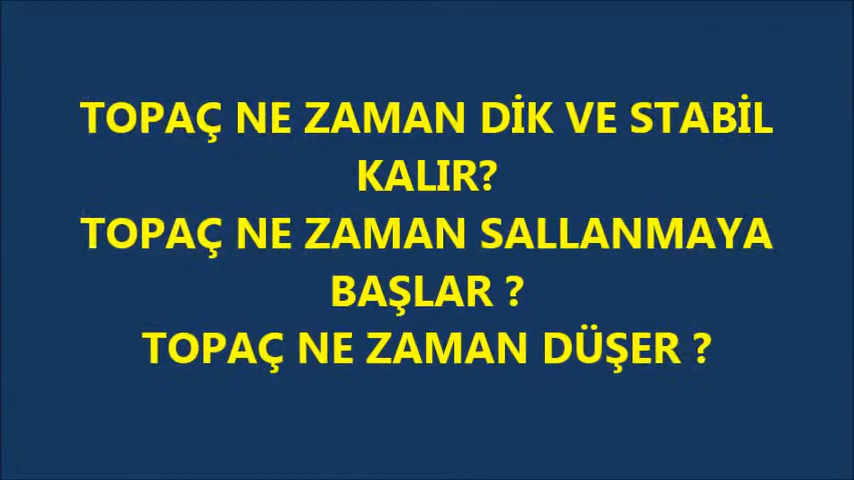 TOPAÇ NE ZAMAN DİK VE STABİL
KALIR?
TOPAÇ NE ZAMAN SALLANMAYA
BAŞLAR ?
TOPAÇ NE ZAMAN DÜŞER ?